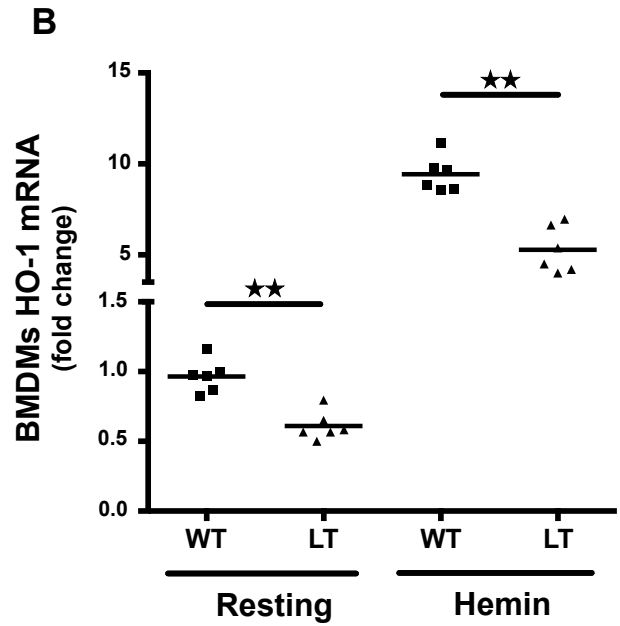 B
BMDMs HO-1 mRNA
(fold change)
15
10
5
1.5
1.0
0.5
0.0
★★
★★
WT
LT
WT
LT
Resting
Hemin